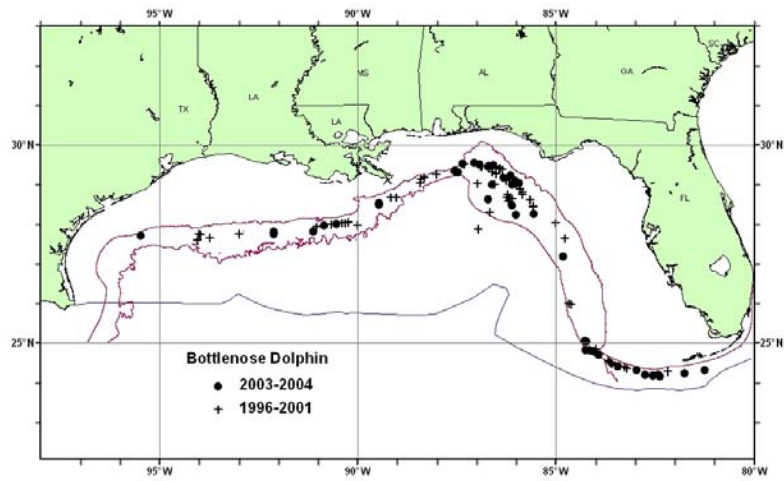 95°W 90°W 85°W 80°W
SC
MS AL GA
LA
TX
LA
30°N 30°N
FL
25°N 25°N
Bottlenose Dolphin
2003-2004
1996-2001
95°W 90°W 85°W 80°W